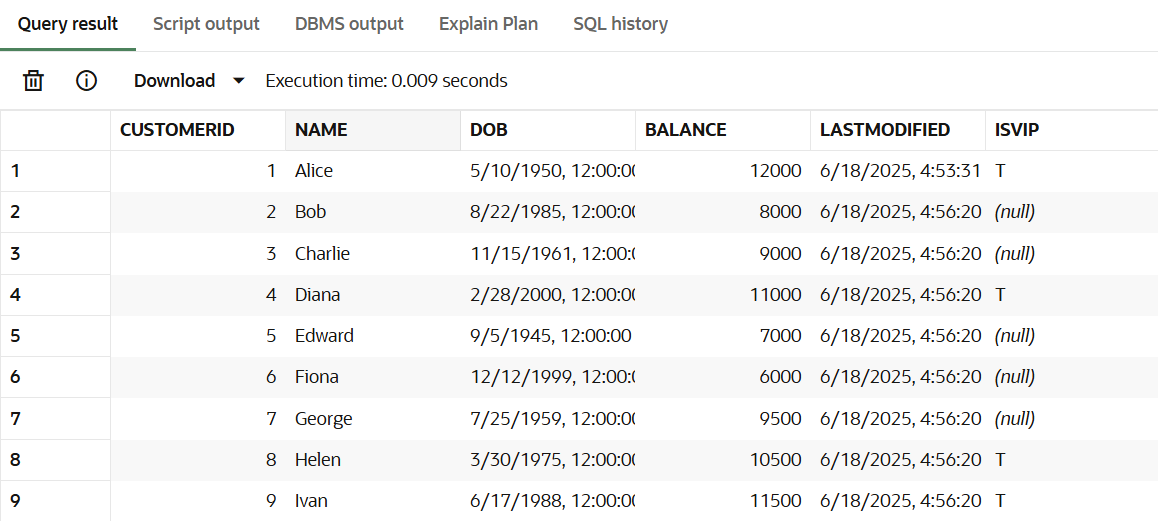 Query result Script output DBMS output Explain Plan SQL history
Download Execution time: 0.009 seconds
CUSTOMERID NAME DOB BALANCE LASTMODIFIED ISVIP
1 1 Alice 5/10/1950, 12:00:00 12000 6/18/2025, 4:53:31 T
2 2 Bob 8/22/1985, 12:00:00 8000 6/18/2025, 4:56:20 (null)
3 3 Charlie 11/15/1961, 12:00:0 9000 6/18/2025, 4:56:20 (null)
4 4 Diana 2/28/2000, 12:00:00 11000 6/18/2025, 4:56:20 T
5 5 Edward 9/5/1945, 12:00:00 7000 6/18/2025, 4:56:20 (null)
6 6 Fiona 12/12/1999, 12:00:0 6000 6/18/2025, 4:56:20 (null)
7 7 George 7/25/1959, 12:00:00 9500 6/18/2025, 4:56:20 (null)
8 8 Helen 3/30/1975, 12:00:00 10500 6/18/2025, 4:56:20 T
9 9 Ivan 6/17/1988, 12:00:00 11500 6/18/2025, 4:56:20 T